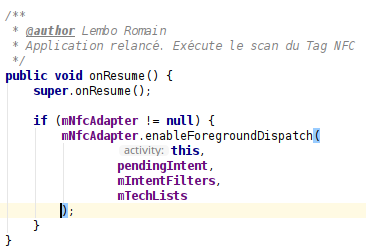 /**
 * @author Lembo Romain
 * Application relancé. Exécute le scan du Tag NFC
 */
public void onResume() {
    super.onResume();

    if (mNfcAdapter != null) {
        mNfcAdapter.enableForegroundDispatch(
                activity: this,
                pendingIntent,
                mIntentFilters,
                mTechLists
        );
    }
}